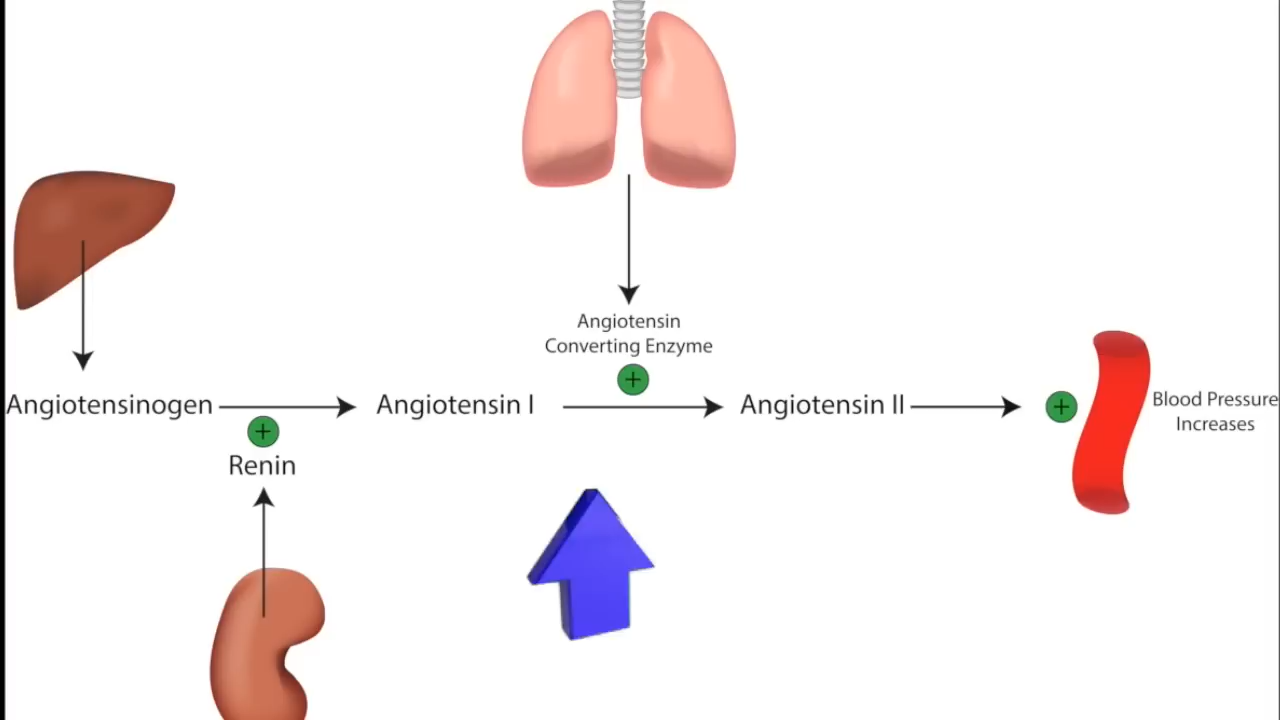 Angiotensin
Converting Enzyme
+
Angiotensinogen
+
Renin
Angiotensin I
Angiotensin II
+
Blood Pressure
Increases